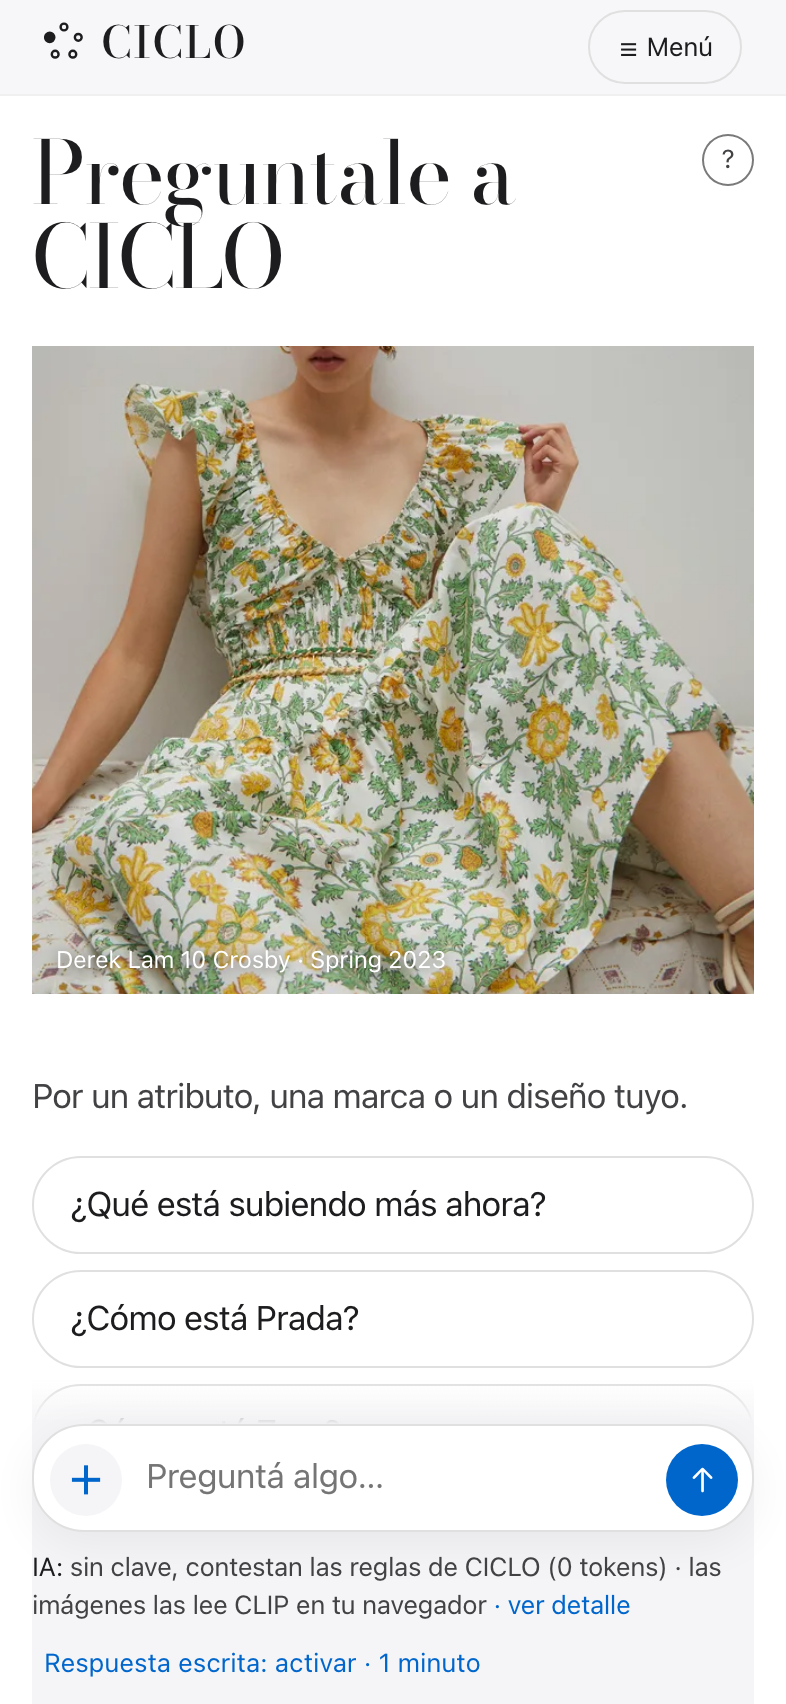 CICLO
≡ Menú
Preguntale a
CICLO
?
Derek Lam 10 Crosby · Spring 2023
Por un atributo, una marca o un diseño tuyo.
¿Qué está subiendo más ahora?
¿Cómo está Prada?
Preguntá algo...
IA: sin clave, contestan las reglas de CICLO (0 tokens) · las
imágenes las lee CLIP en tu navegador · ver detalle
Respuesta escrita: activar · 1 minuto